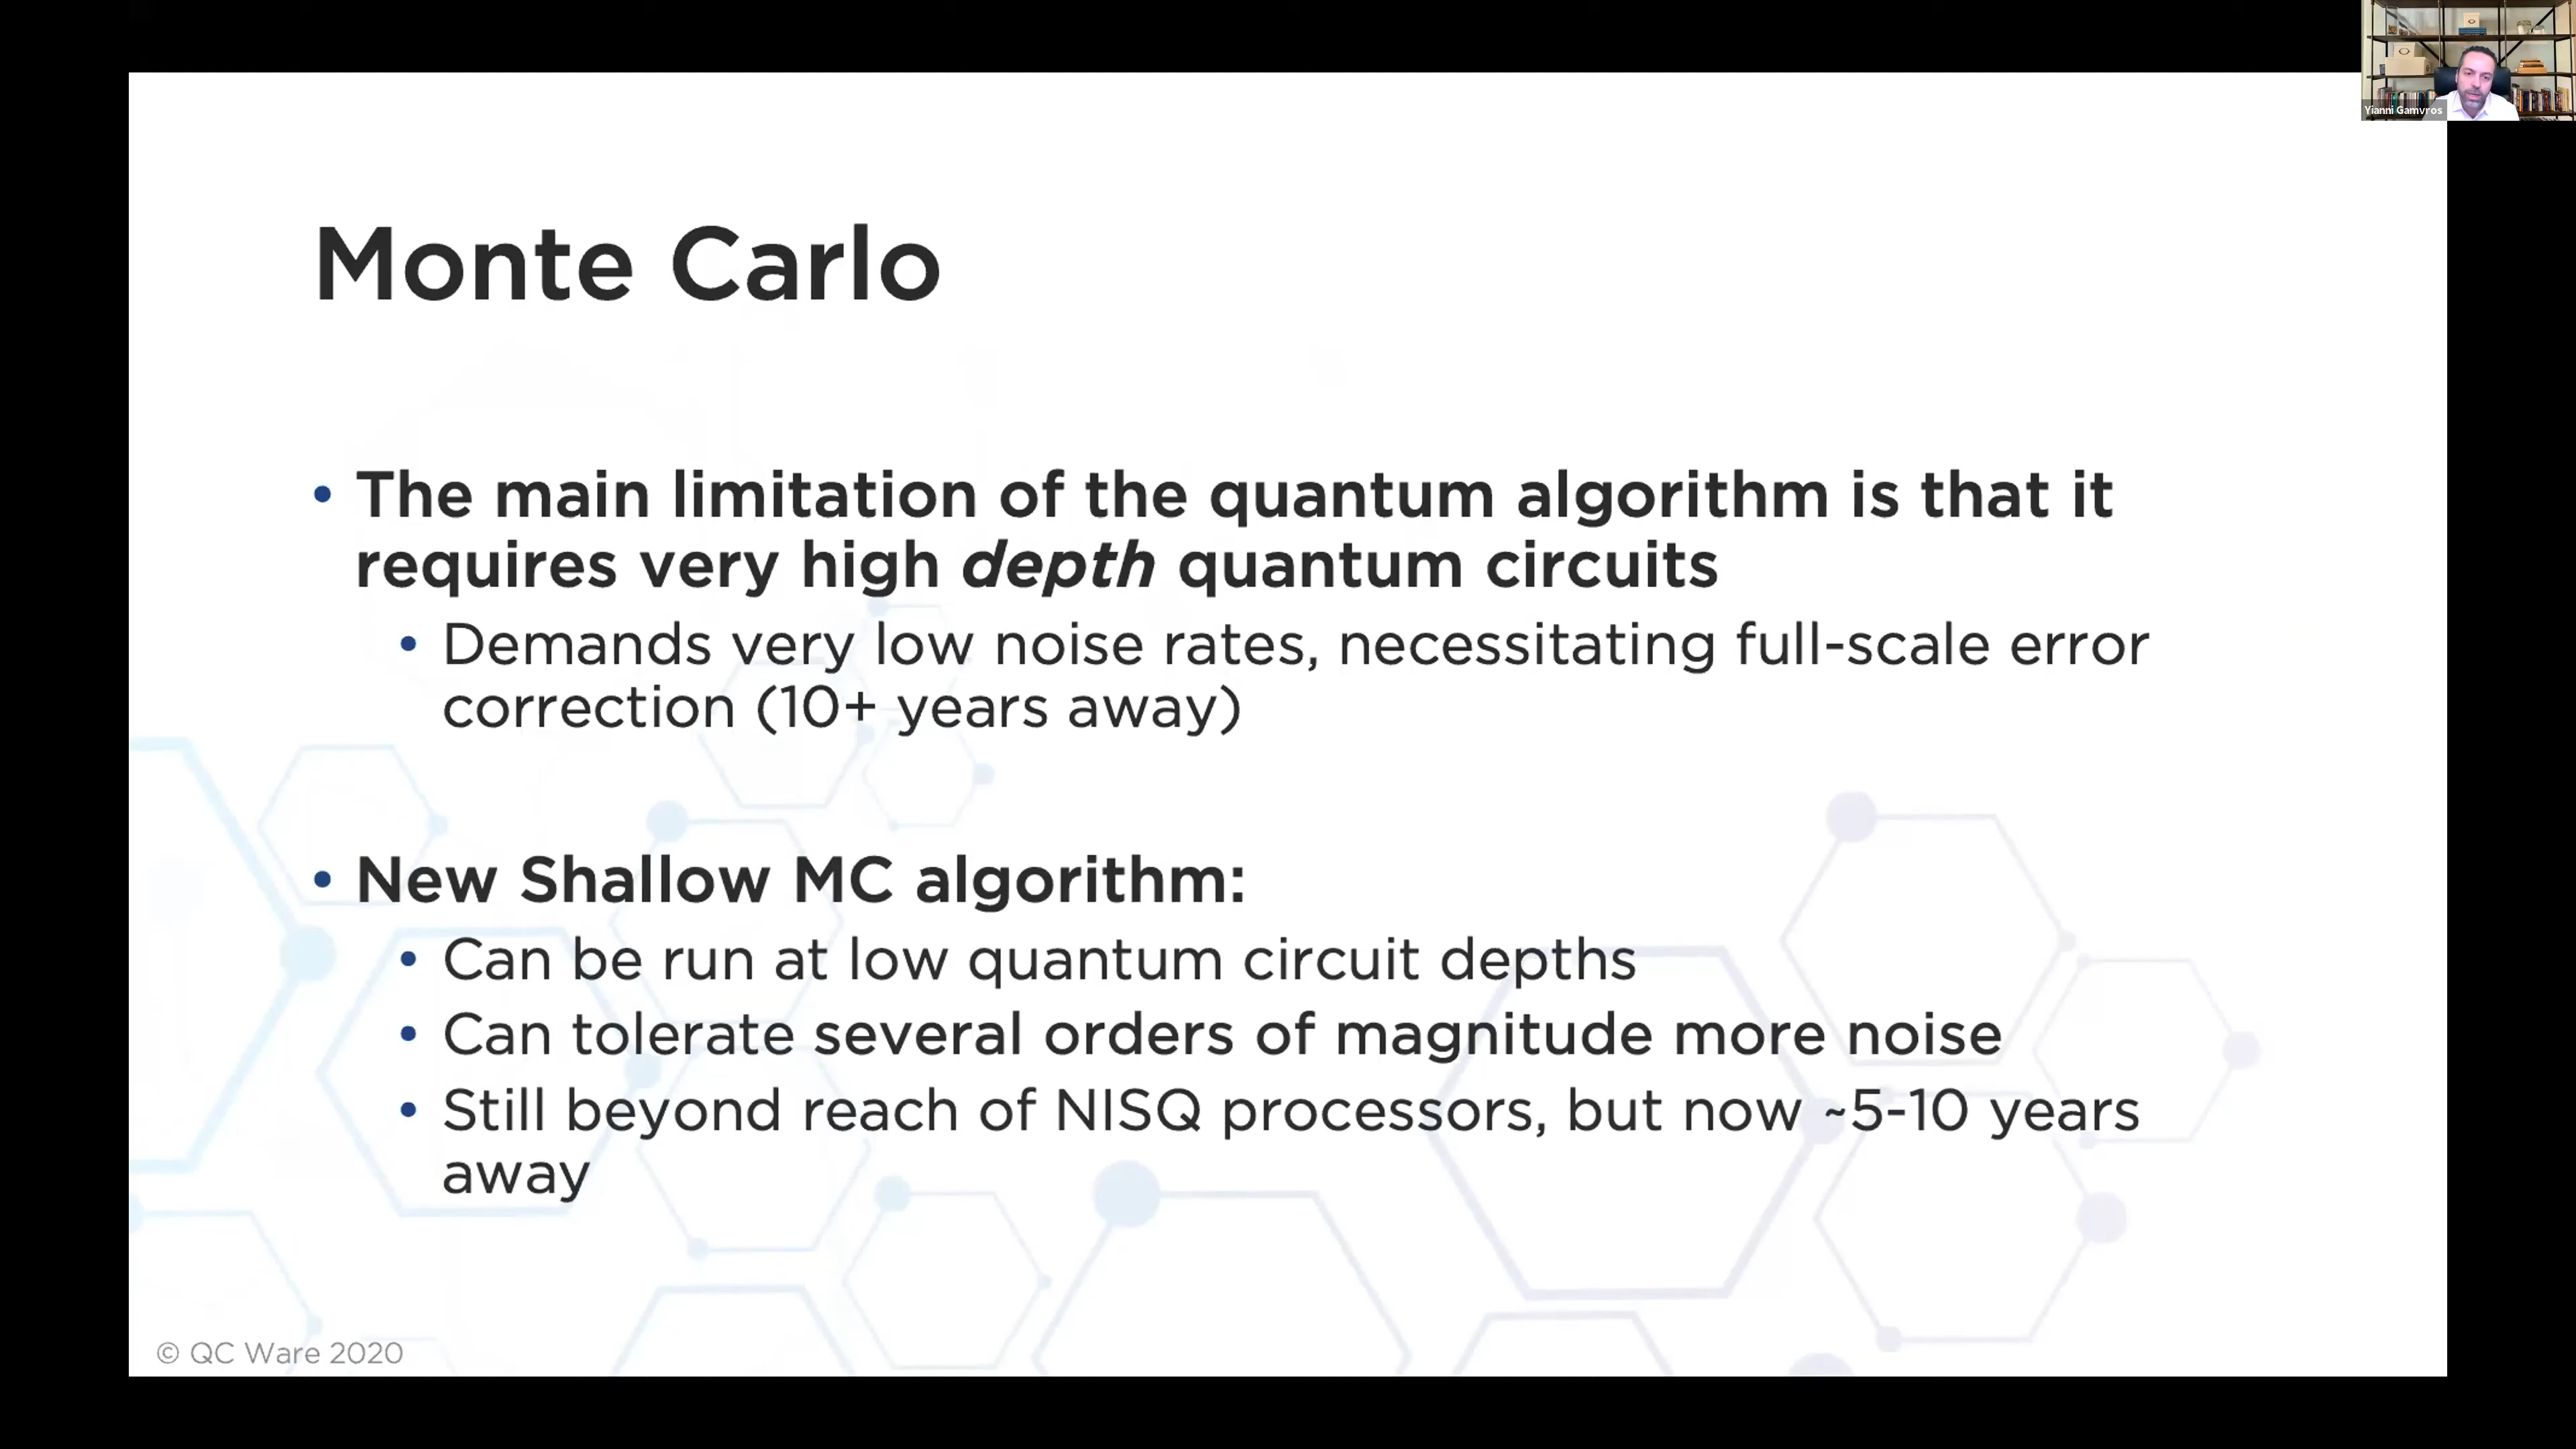 Yianni Gamvros
Monte Carlo
• The main limitation of the quantum algorithm is that it
requires very high depth quantum circuits
• Demands very low noise rates, necessitating full-scale error
correction (10+ years away)
• New Shallow MC algorithm:
• Can be run at low quantum circuit depths
• Can tolerate several orders of magnitude more noise
• Still beyond reach of NISQ processors, but now ~5-10 years
away
© QC Ware 2020